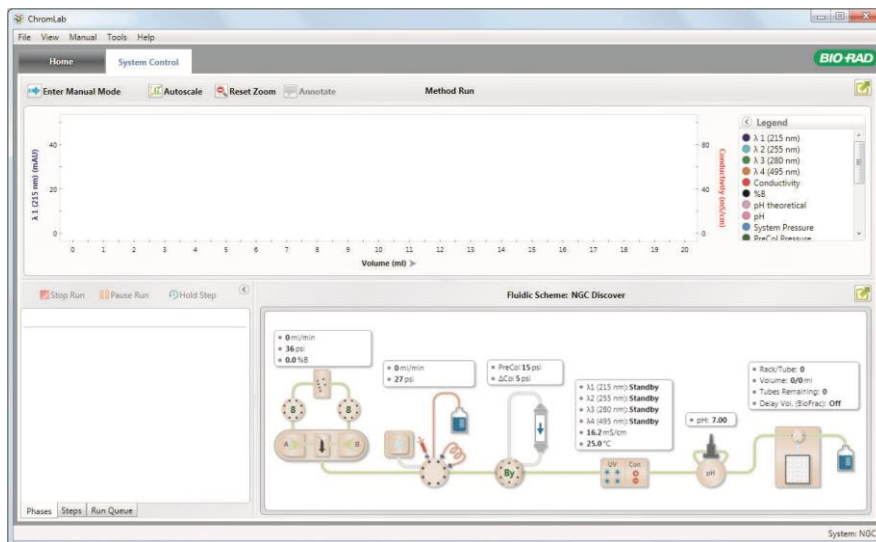 ChromLab
File View Manual Tools Help
Home System Control
BIO-RAD
Enter Manual Mode Autoscale Reset Zoom Annotate Method Run
λ 1 (215 nm) (mAU)
40
20
0
80
40
0
Conductivity (mS/cm)
0 1 2 3 4 5 6 7 8 9 10 11 12 13 14 15 16 17 18 19 20
Volume (ml)
Legend
λ 1 (215 nm)
λ 2 (255 nm)
λ 3 (280 nm)
λ 4 (495 nm)
Conductivity
%B
pH theoretical
pH
System Pressure
PreCol Pressure
Stop Run Pause Run Hold Step
Phases Steps Run Queue
Fluidic Scheme: NGC Discover
0 ml/min
36 psi
0.0 %B
8 8
A B
0 ml/min
27 psi
PreCol 15 psi
ΔCol 5 psi
By
λ1 (215 nm): Standby
λ2 (255 nm): Standby
λ3 (280 nm): Standby
λ4 (495 nm): Standby
16.2 mS/cm
25.0 °C
UV Con
pH: 7.00
pH
Rack/Tube: 0
Volume: 0/0 ml
Tubes Remaining: 0
Delay Vol. (BioFrac): Off
System: NGC